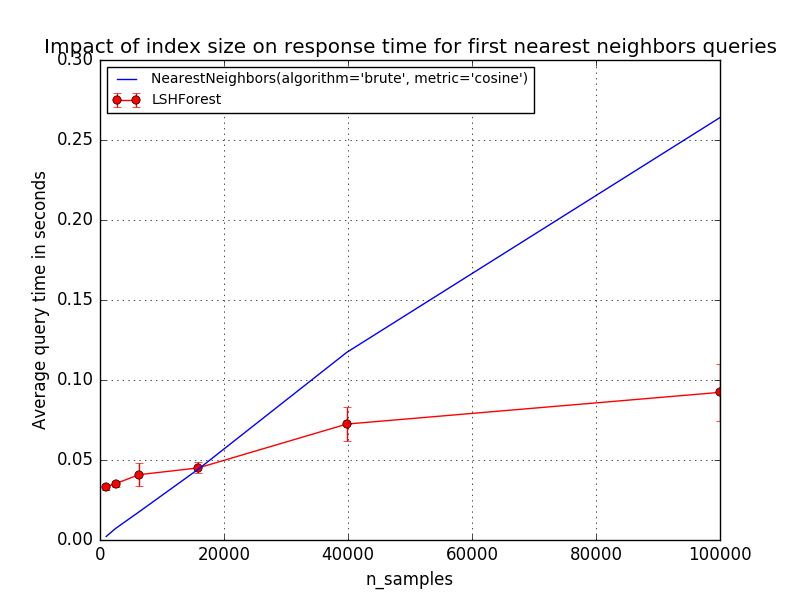 Impact of index size on response time for first nearest neighbors queries
0.30
NearestNeighbors(algorithm='brute', metric='cosine')
LSHForest
0.25
0.20
0.15
0.10
0.05
0.00
Average query time in seconds
0 20000 40000 60000 80000 100000
n_samples